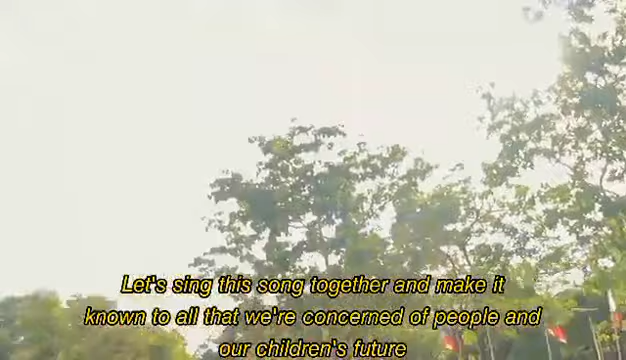 Let's sing this song together and make it
known to all that we're concerned of people and
our children's future